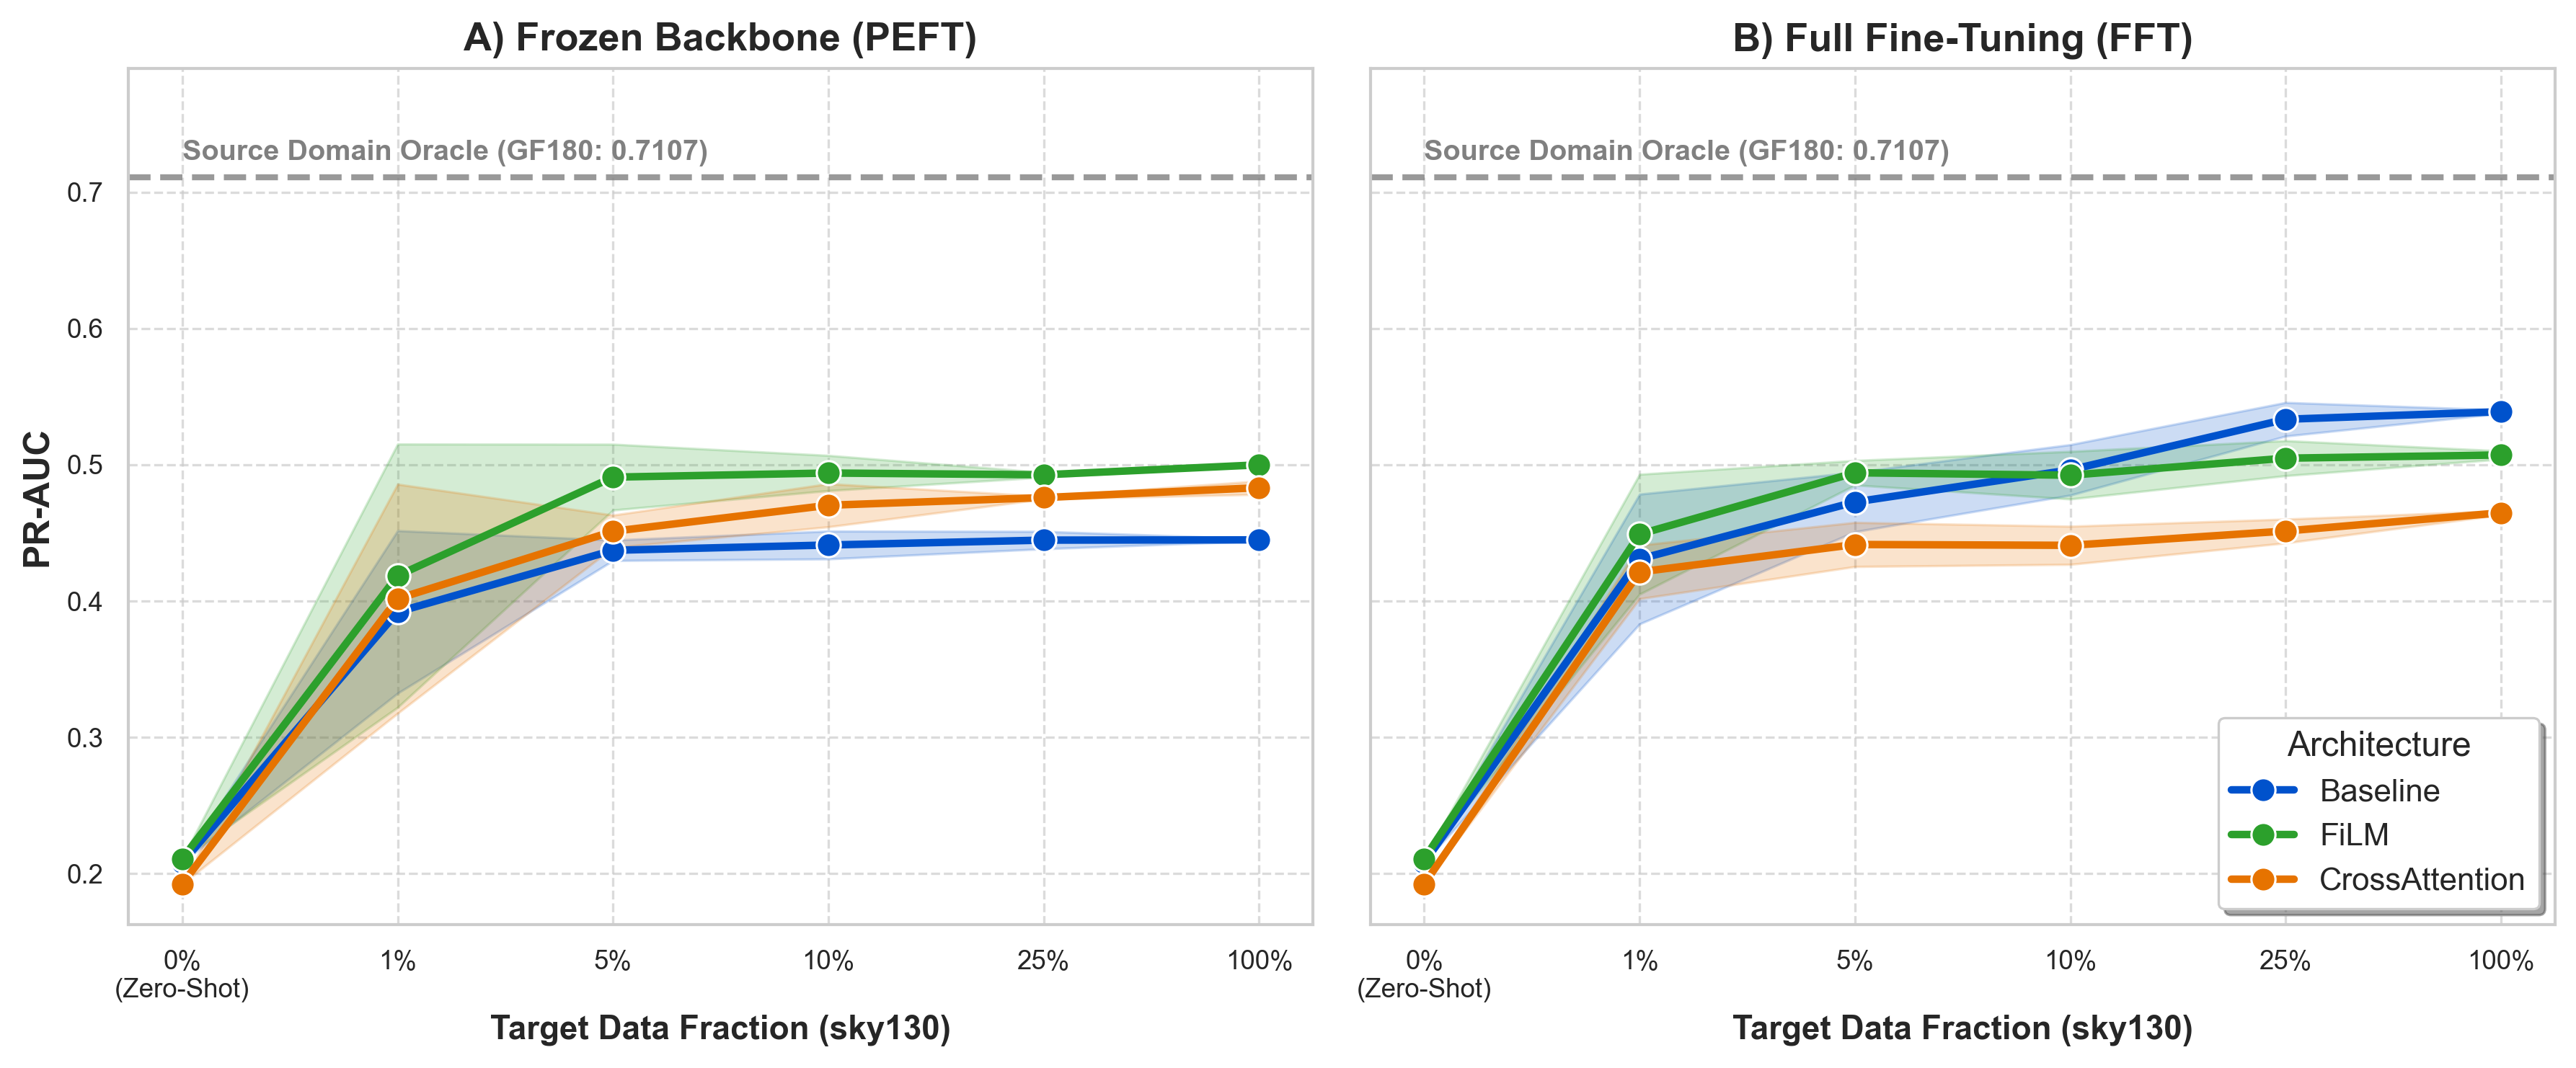 A) Frozen Backbone (PEFT)
Source Domain Oracle (GF180: 0.7107)
PR-AUC
0.7
0.6
0.5
0.4
0.3
0.2
0% 1% 5% 10% 25% 100%
(Zero-Shot)
Target Data Fraction (sky130)
B) Full Fine-Tuning (FFT)
Source Domain Oracle (GF180: 0.7107)
Architecture
Baseline
FiLM
CrossAttention
0% 1% 5% 10% 25% 100%
(Zero-Shot)
Target Data Fraction (sky130)